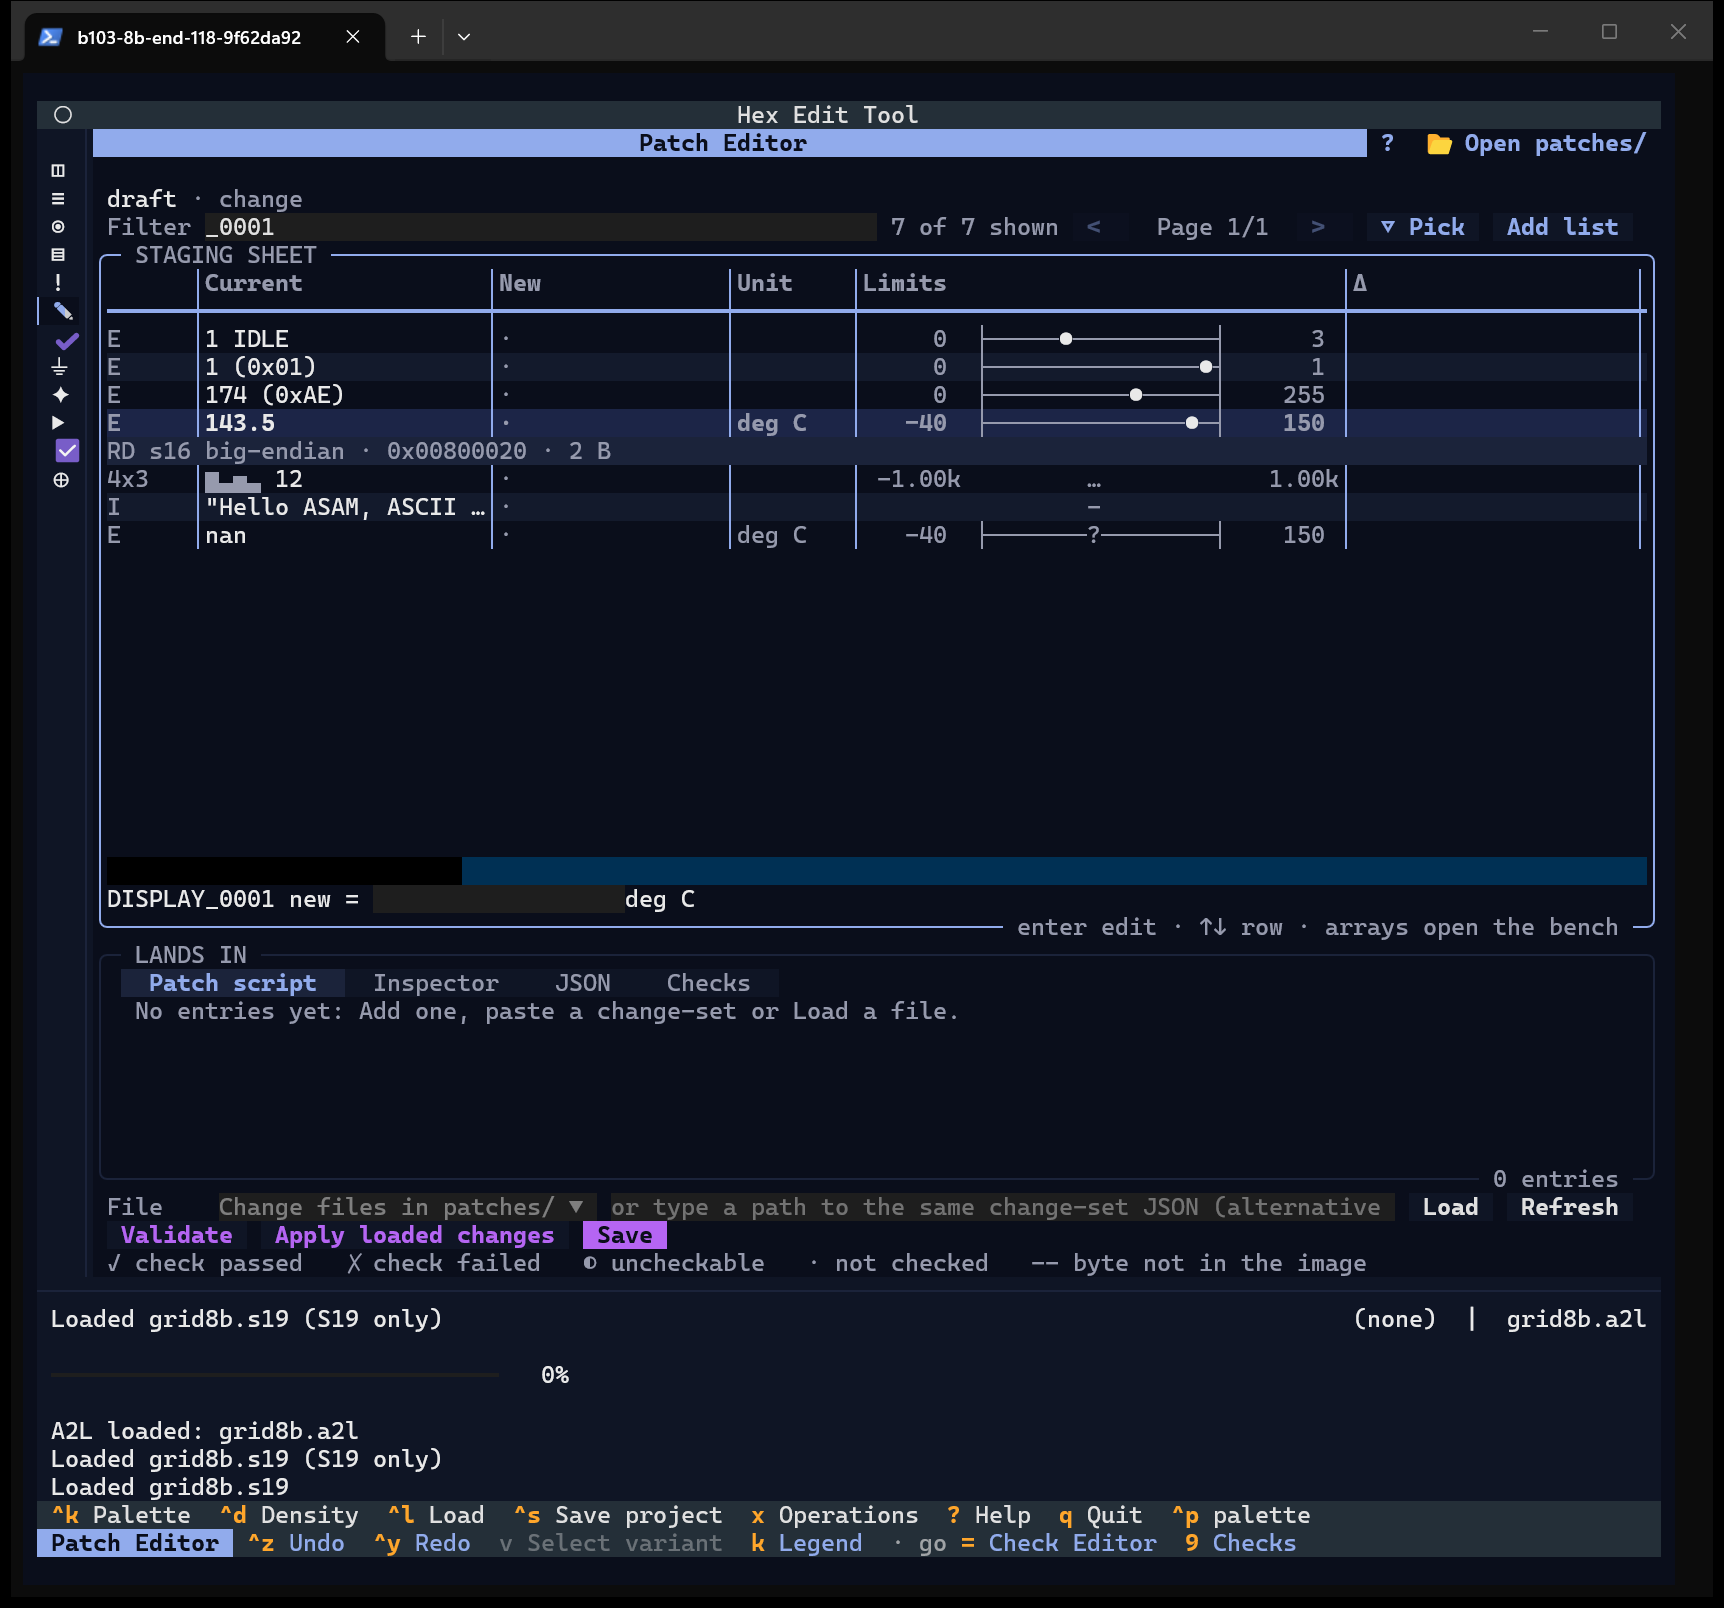 b103-8b-end-118-9f62da92
Hex Edit Tool
Patch Editor ? Open patches/
draft · change
Filter _0001 7 of 7 shown < Page 1/1 > ▽ Pick Add list
STAGING SHEET
Current New Unit Limits Δ
E 1 IDLE · 0 3
E 1 (0x01) · 0 1
E 174 (0xAE) · 0 255
E 143.5 · deg C -40 150
RD s16 big-endian · 0x00800020 · 2 B
4x3 12 · -1.00k … 1.00k
I "Hello ASAM, ASCII … · -
E nan · deg C -40 ? 150
DISPLAY_0001 new = deg C
enter edit · ↑↓ row · arrays open the bench
LANDS IN
Patch script Inspector JSON Checks
No entries yet: Add one, paste a change-set or Load a file.
0 entries
File Change files in patches/ ▼ or type a path to the same change-set JSON (alternative Load Refresh
Validate Apply loaded changes Save
√ check passed ╳ check failed ◐ uncheckable · not checked -- byte not in the image
Loaded grid8b.s19 (S19 only) (none) | grid8b.a2l
0%
A2L loaded: grid8b.a2l
Loaded grid8b.s19 (S19 only)
Loaded grid8b.s19
^k Palette ^d Density ^l Load ^s Save project x Operations ? Help q Quit ^p palette
Patch Editor ^z Undo ^y Redo v Select variant k Legend · go = Check Editor 9 Checks